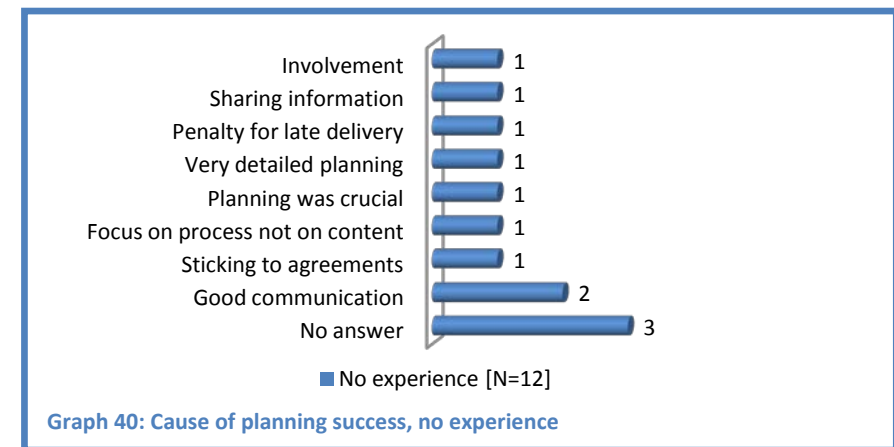 Involvement 1
Sharing information 1
Penalty for late delivery 1
Very detailed planning 1
Planning was crucial 1
Focus on process not on content 1
Sticking to agreements 1
Good communication 2
No answer 3
No experience [N=12]
Graph 40: Cause of planning success, no experience